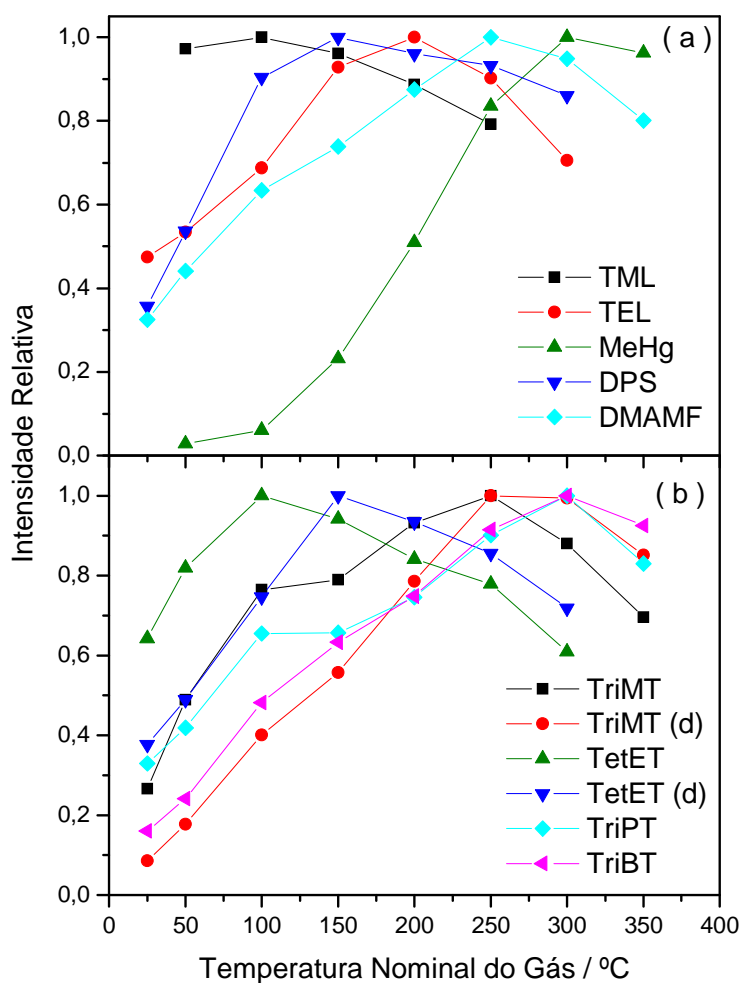 ( a )
1,0
0,8
0,6
0,4
0,2
0,0
TML
TEL
MeHg
DPS
DMAMF
Intensidade Relativa
( b )
1,0
0,8
0,6
0,4
0,2
0,0
TriMT
TriMT (d)
TetET
TetET (d)
TriPT
TriBT
0 50 100 150 200 250 300 350 400
Temperatura Nominal do Gás / ºC